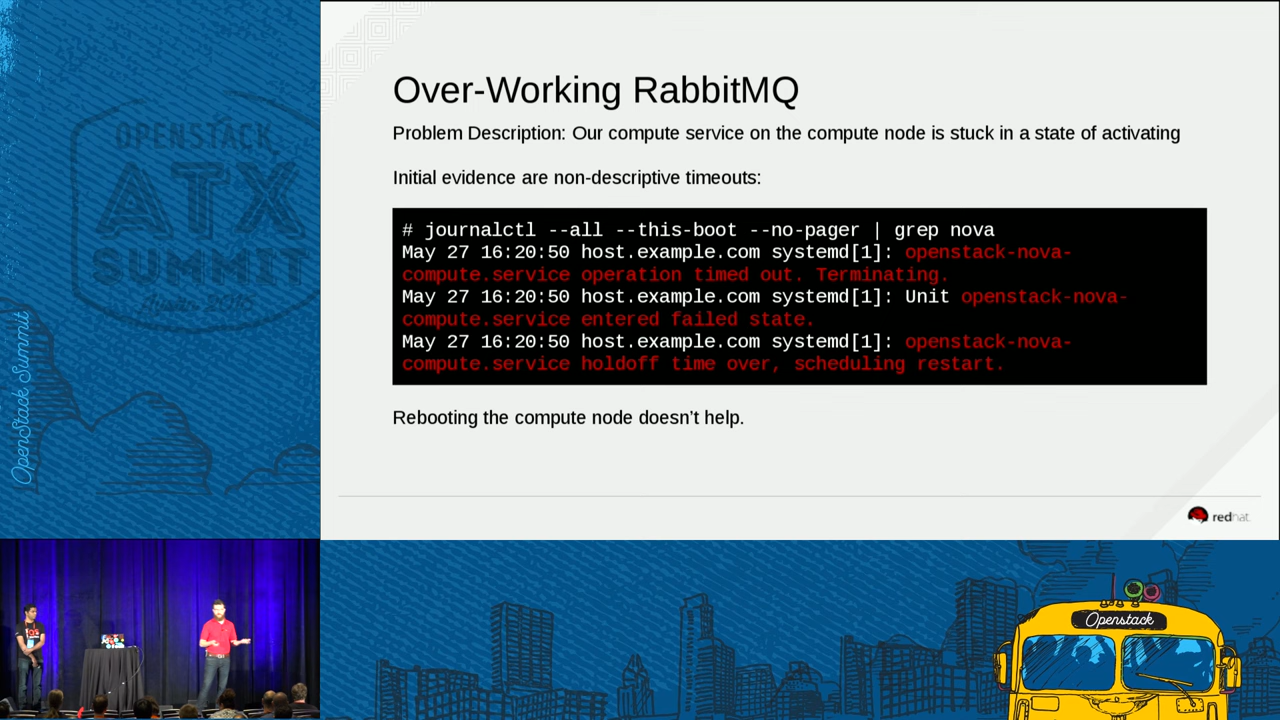 OPENSTACK
ATX
SUMMIT
Austin
OpenStack Summit
Over-Working RabbitMQ
Problem Description: Our compute service on the compute node is stuck in a state of activating
Initial evidence are non-descriptive timeouts:
# journalctl --all --this-boot --no-pager | grep nova
May 27 16:20:50 host.example.com systemd[1]: openstack-nova-
compute.service operation timed out. Terminating.
May 27 16:20:50 host.example.com systemd[1]: Unit openstack-nova-
compute.service entered failed state.
May 27 16:20:50 host.example.com systemd[1]: openstack-nova-
compute.service holdoff time over, scheduling restart.
Rebooting the compute node doesn’t help.
redhat
Openstack